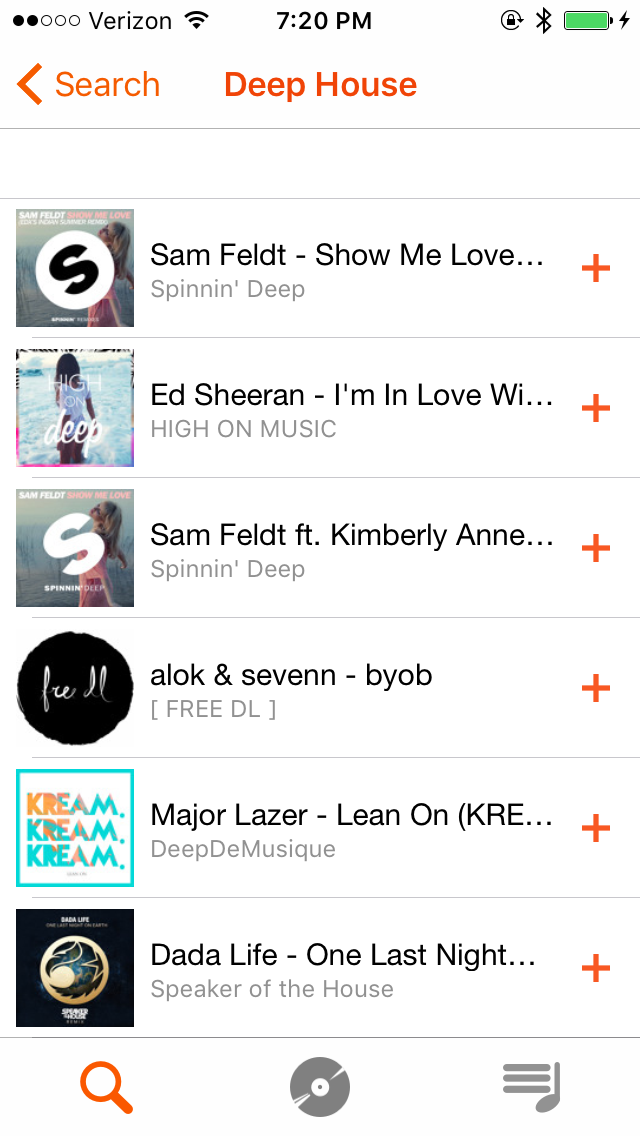 Verizon 7:20 PM
Search Deep House
SAM FELDT SHOW ME LOVE
(EDX'S INDIAN SUMMER REMIX)
SPINNIN' REMIXES
Sam Feldt - Show Me Love...
Spinnin' Deep
HIGH
ON
deep
Ed Sheeran - I'm In Love Wi...
HIGH ON MUSIC
SAM FELDT SHOW ME LOVE
SPINNIN' DEEP
Sam Feldt ft. Kimberly Anne...
Spinnin' Deep
fre dl
alok & sevenn - byob
[ FREE DL ]
KREAM.
KREAM.
KREAM.
Major Lazer - Lean On (KRE...
DeepDeMusique
DADA LIFE
ONE LAST NIGHT ON EARTH
SPEAKER
OF THE
HOUSE
REMIX
Dada Life - One Last Night...
Speaker of the House